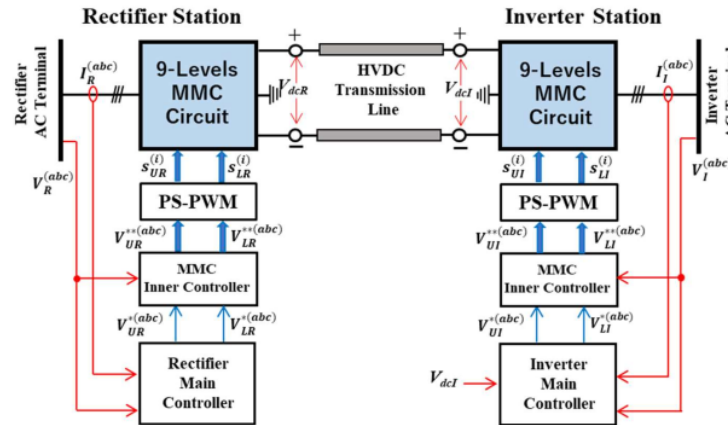 Rectifier Station
Inverter Station
Rectifier
AC Terminal
I_R^(abc)
9-Levels
MMC
Circuit
+
V_dcR
HVDC
Transmission
Line
+
V_dcI
9-Levels
MMC
Circuit
I_I^(abc)
Inverter
V_R^(abc)
−
−
V_I^(abc)
s_UR^(i)
s_LR^(i)
s_UI^(i)
s_LI^(i)
PS-PWM
PS-PWM
V_UR^**(abc)
V_LR^**(abc)
V_UI^**(abc)
V_LI^**(abc)
MMC
Inner Controller
MMC
Inner Controller
V_UR^*(abc)
V_LR^*(abc)
V_UI^*(abc)
V_LI^*(abc)
Rectifier
Main
Controller
V_dcI
Inverter
Main
Controller